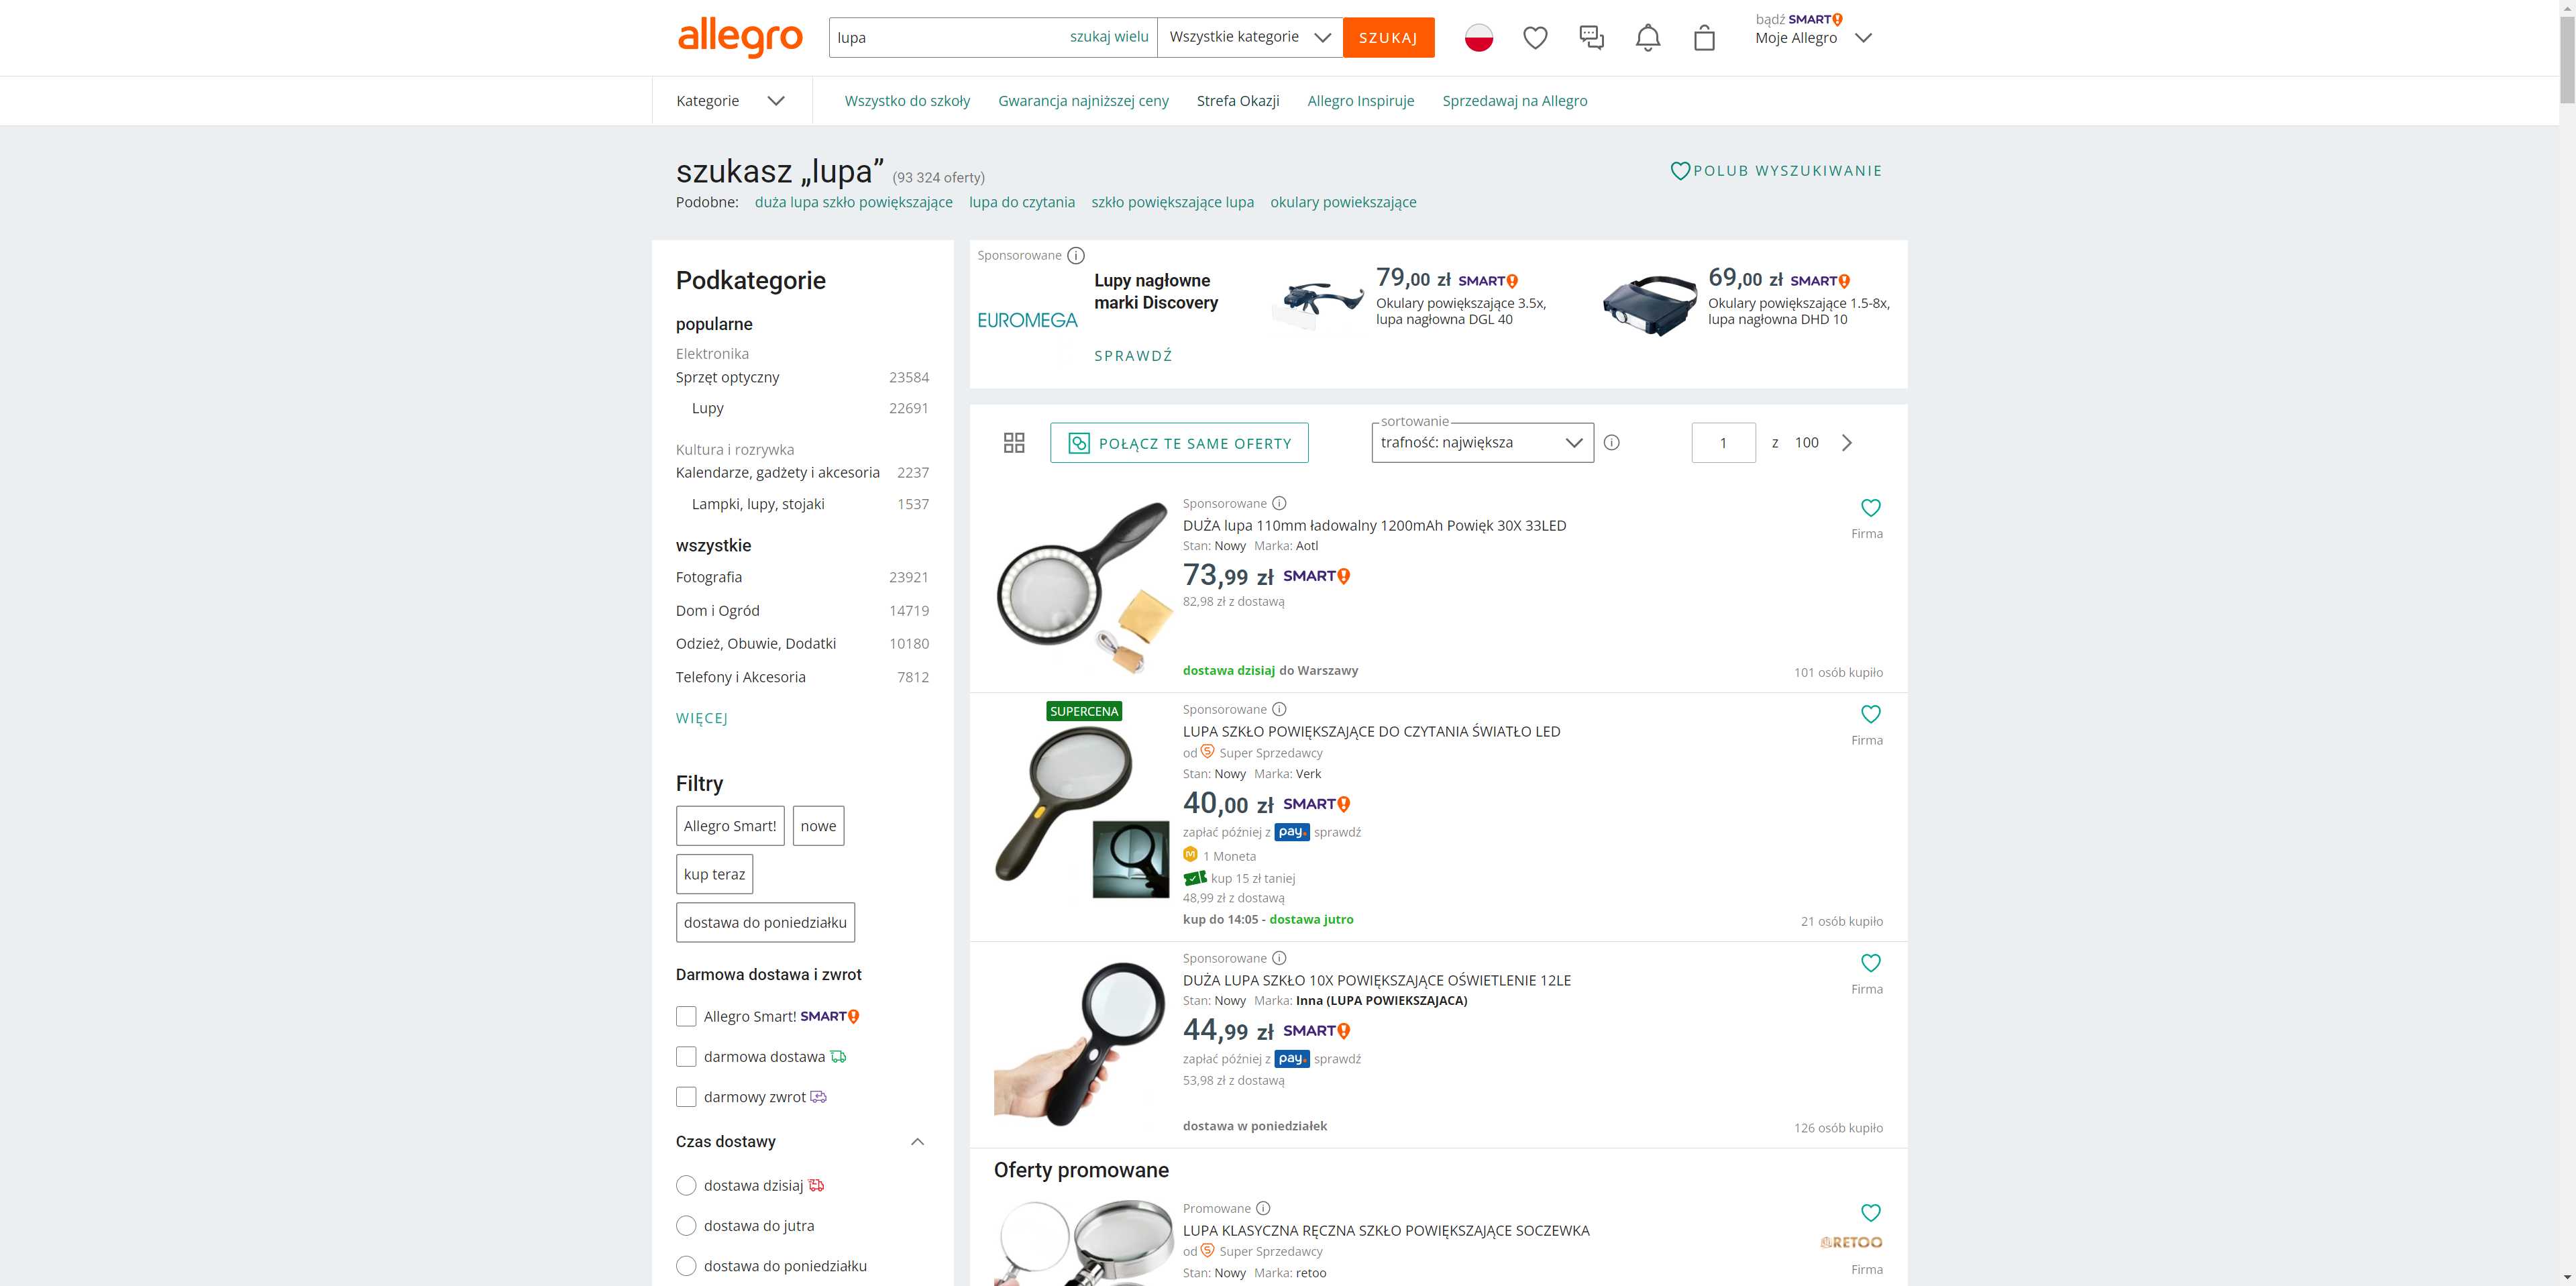 allegro
lupa
szukaj wielu
Wszystkie kategorie
SZUKAJ
bądź SMART!
Moje Allegro
Kategorie
Wszystko do szkoły
Gwarancja najniższej ceny
Strefa Okazji
Allegro Inspiruje
Sprzedawaj na Allegro
szukasz „lupa” (93 324 oferty)
POLUB WYSZUKIWANIE
Podobne: duża lupa szkło powiększające lupa do czytania szkło powiększające lupa okulary powiekszające
Podkategorie
popularne
Elektronika
Sprzęt optyczny 23584
Lupy 22691
Kultura i rozrywka
Kalendarze, gadżety i akcesoria 2237
Lampki, lupy, stojaki 1537
wszystkie
Fotografia 23921
Dom i Ogród 14719
Odzież, Obuwie, Dodatki 10180
Telefony i Akcesoria 7812
WIĘCEJ
Filtry
Allegro Smart!
nowe
kup teraz
dostawa do poniedziałku
Darmowa dostawa i zwrot
Allegro Smart! SMART!
darmowa dostawa
darmowy zwrot
Czas dostawy
dostawa dzisiaj
dostawa do jutra
dostawa do poniedziałku
Sponsorowane
EUROMEGA
Lupy nagłowne
marki Discovery
SPRAWDŹ
79,00 zł SMART!
Okulary powiększające 3.5x,
lupa nagłowna DGL 40
69,00 zł SMART!
Okulary powiększające 1.5-8x,
lupa nagłowna DHD 10
POŁĄCZ TE SAME OFERTY
sortowanie
trafność: największa
1 z 100
Sponsorowane
DUŻA lupa 110mm ładowalny 1200mAh Powięk 30X 33LED
Firma
Stan: Nowy Marka: Aotl
73,99 zł SMART!
82,98 zł z dostawą
dostawa dzisiaj do Warszawy
101 osób kupiło
SUPERCENA
Sponsorowane
LUPA SZKŁO POWIĘKSZAJĄCE DO CZYTANIA ŚWIATŁO LED
Firma
od Super Sprzedawcy
Stan: Nowy Marka: Verk
40,00 zł SMART!
zapłać później z pay. sprawdź
1 Moneta
kup 15 zł taniej
48,99 zł z dostawą
kup do 14:05 - dostawa jutro
21 osób kupiło
Sponsorowane
DUŻA LUPA SZKŁO 10X POWIĘKSZAJĄCE OŚWIETLENIE 12LE
Firma
Stan: Nowy Marka: Inna (LUPA POWIEKSZAJACA)
44,99 zł SMART!
zapłać później z pay. sprawdź
53,98 zł z dostawą
dostawa w poniedziałek
126 osób kupiło
Oferty promowane
Promowane
LUPA KLASYCZNA RĘCZNA SZKŁO POWIĘKSZAJĄCE SOCZEWKA
RETOO
od Super Sprzedawcy
Firma
Stan: Nowy Marka: retoo